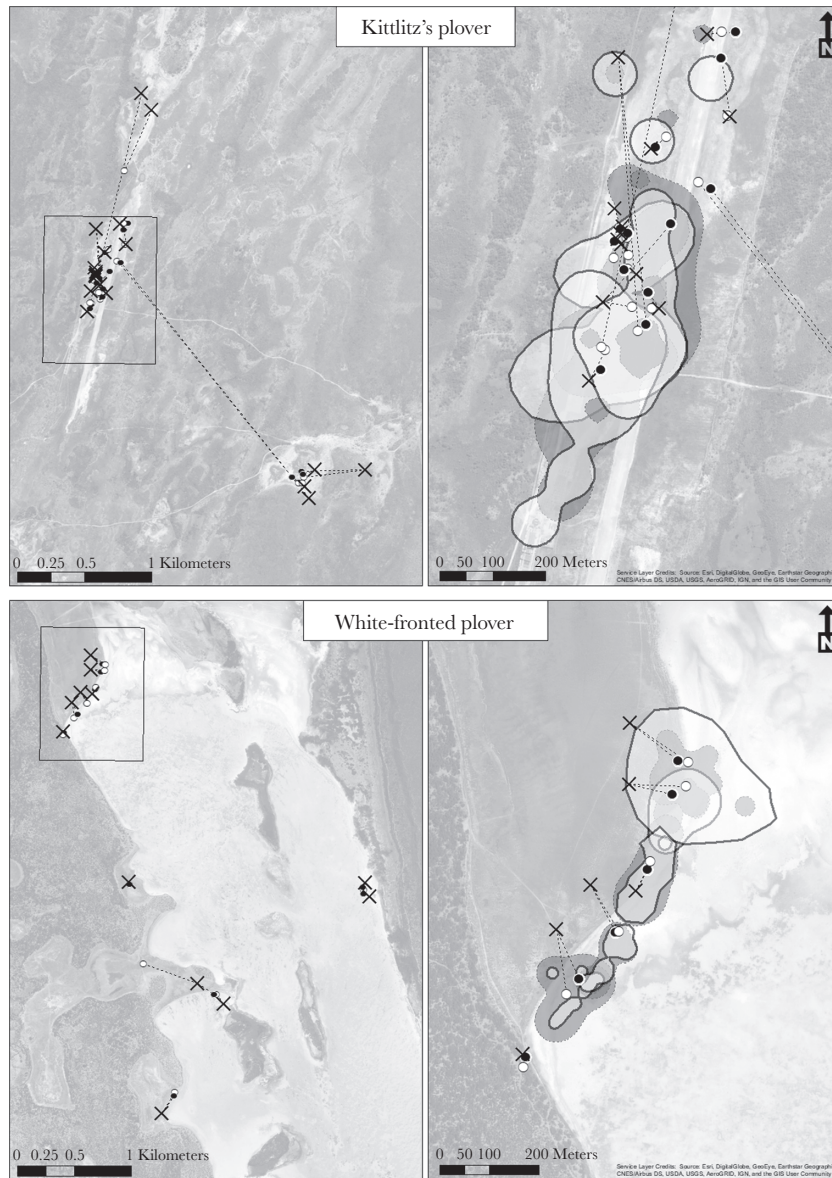 Kittlitz's plover
N
0 0.25 0.5 1 Kilometers
0 50 100 200 Meters
Service Layer Credits: Source: Esri, DigitalGlobe, GeoEye, Earthstar Geographi
CNES/Airbus DS, USDA, USGS, AeroGRID, IGN, and the GIS User Community
White-fronted plover
N
0 0.25 0.5 1 Kilometers
0 50 100 200 Meters
Service Layer Credits: Source: Esri, DigitalGlobe, GeoEye, Earthstar Geographi
CNES/Airbus DS, USDA, USGS, AeroGRID, IGN, and the GIS User Community